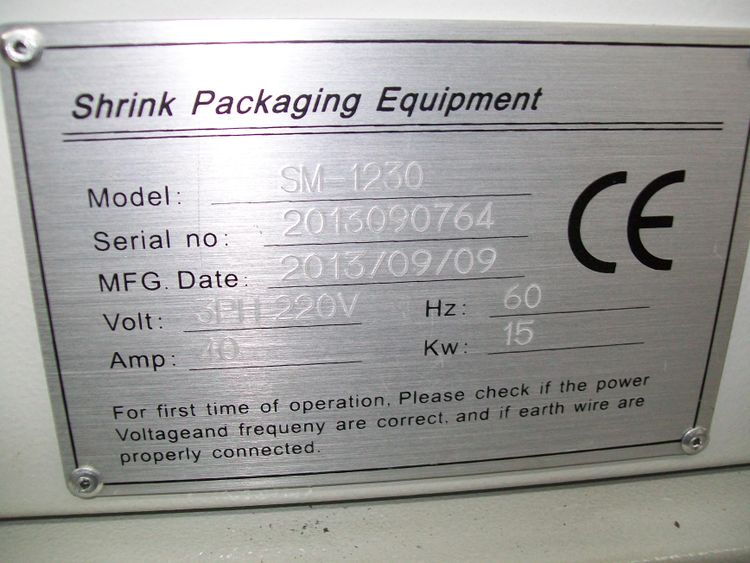 Shrink Packaging Equipment
Model: SM-1230
Serial no: 2013090764
MFG. Date: 2013/09/09
Volt: 3PH 220V Hz: 60
Amp: 40 Kw: 15
CE
For first time of operation, Please check if the power
Voltageand frequeny are correct, and if earth wire are
properly connected.